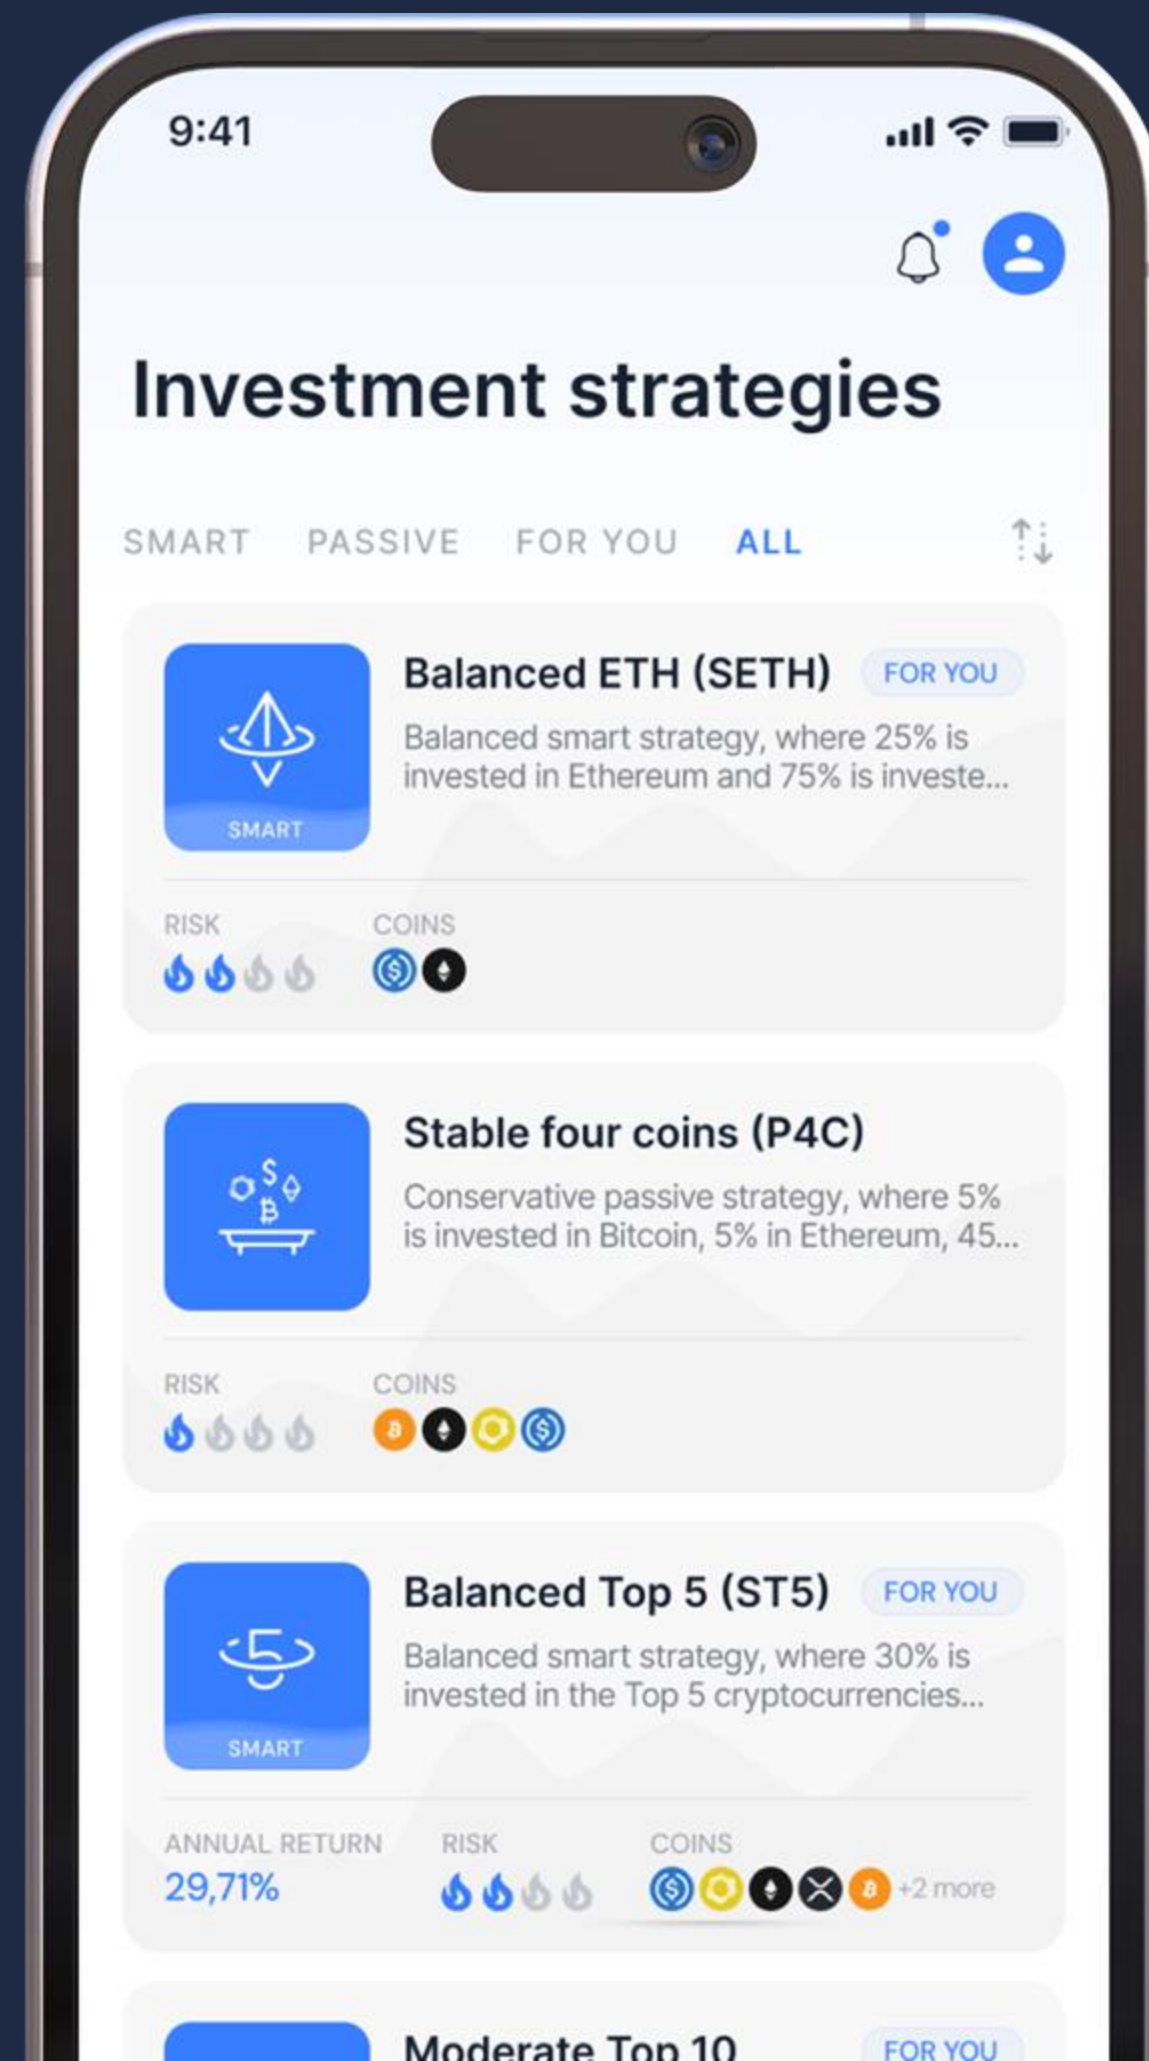 9:41
Investment strategies
SMART PASSIVE FOR YOU ALL
Balanced ETH (SETH) FOR YOU
Balanced smart strategy, where 25% is
invested in Ethereum and 75% is investe...
SMART
RISK COINS
Stable four coins (P4C)
Conservative passive strategy, where 5%
is invested in Bitcoin, 5% in Ethereum, 45...
RISK COINS
Balanced Top 5 (ST5) FOR YOU
Balanced smart strategy, where 30% is
invested in the Top 5 cryptocurrencies...
SMART
ANNUAL RETURN RISK COINS
29,71% +2 more
Moderate Top 10 FOR YOU